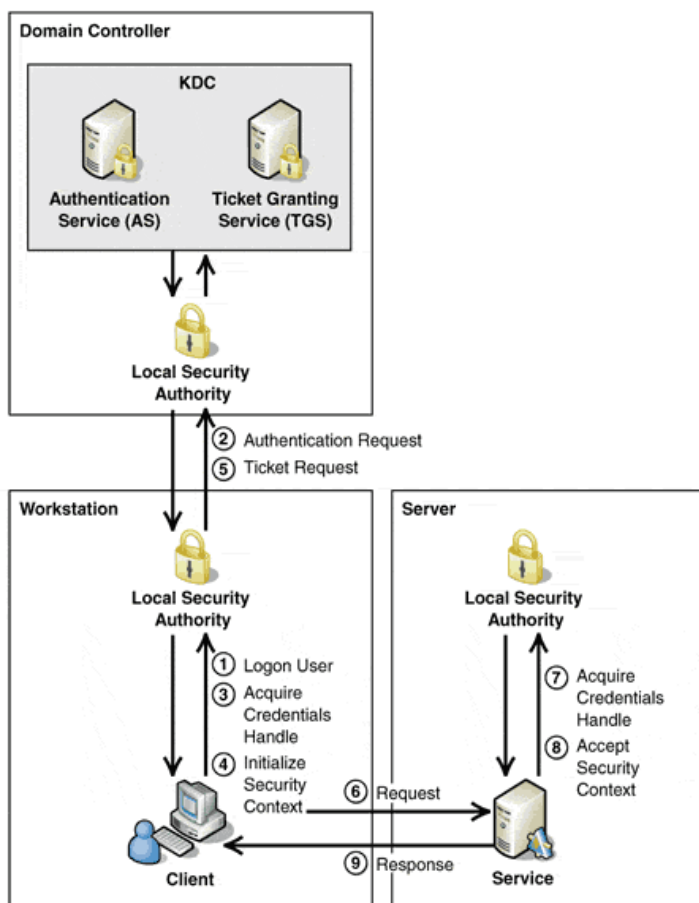 Domain Controller
KDC
Authentication
Service (AS)
Ticket Granting
Service (TGS)
Local Security
Authority
② Authentication Request
⑤ Ticket Request
Workstation
Local Security
Authority
① Logon User
③ Acquire
Credentials
Handle
④ Initialize
Security
Context
Client
Server
Local Security
Authority
⑦ Acquire
Credentials
Handle
⑧ Accept
Security
Context
⑥ Request
⑨ Response
Service